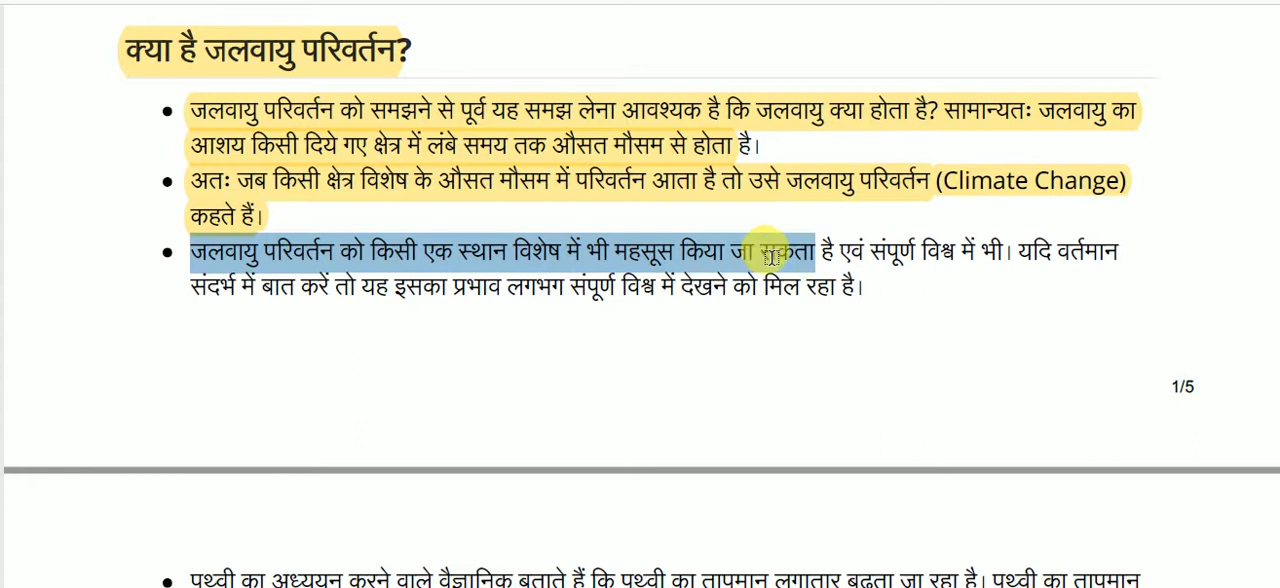 क्या है जलवायु परिवर्तन?
• जलवायु परिवर्तन को समझने से पूर्व यह समझ लेना आवश्यक है कि जलवायु क्या होता है? सामान्यतः जलवायु का
आशय किसी दिये गए क्षेत्र में लंबे समय तक औसत मौसम से होता है।
• अतः जब किसी क्षेत्र विशेष के औसत मौसम में परिवर्तन आता है तो उसे जलवायु परिवर्तन (Climate Change)
कहते हैं।
• जलवायु परिवर्तन को किसी एक स्थान विशेष में भी महसूस किया जा सकता है एवं संपूर्ण विश्व में भी। यदि वर्तमान
संदर्भ में बात करें तो यह इसका प्रभाव लगभग संपूर्ण विश्व में देखने को मिल रहा है।
1/5
• पृथ्वी का अध्ययन करने वाले वैज्ञानिक बताते हैं कि पृथ्वी का तापमान लगातार बढ़ता जा रहा है। पृथ्वी का तापमान